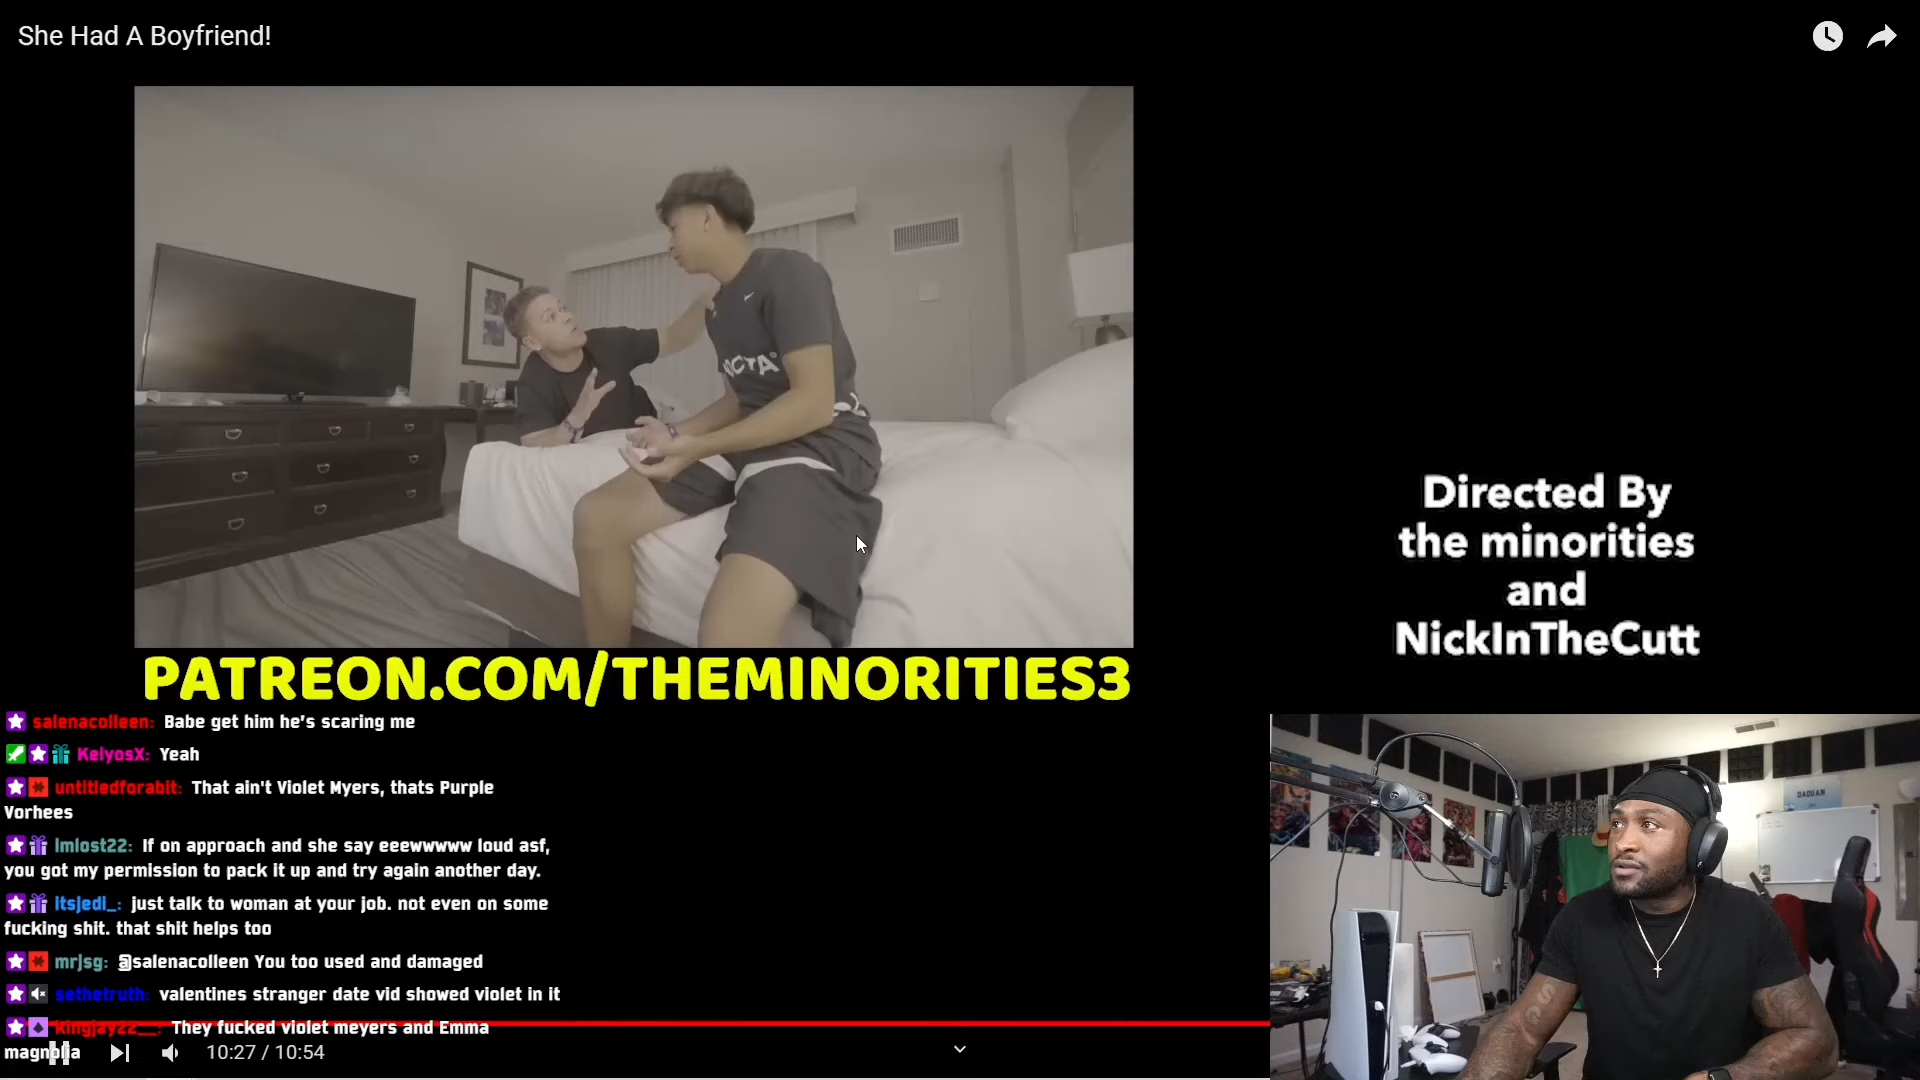 She Had A Boyfriend!
NOCTA
Directed By
the minorities
and
NickInTheCutt
PATREON.COM/THEMINORITIES3
salenacolleen: Babe get him he's scaring me
KelyosX: Yeah
untitledforabit: That ain't Violet Myers, thats Purple
Vorhees
imlost22: If on approach and she say eeewwwww loud asf,
you got my permission to pack it up and try again another day.
itsjedi_: just talk to woman at your job. not even on some
fucking shit. that shit helps too
mrjsg: @salenacolleen You too used and damaged
sethetruth: valentines stranger date vid showed violet in it
kingjay22__: They fucked violet meyers and Emma
magnolia
10:27 / 10:54
DAQUAN